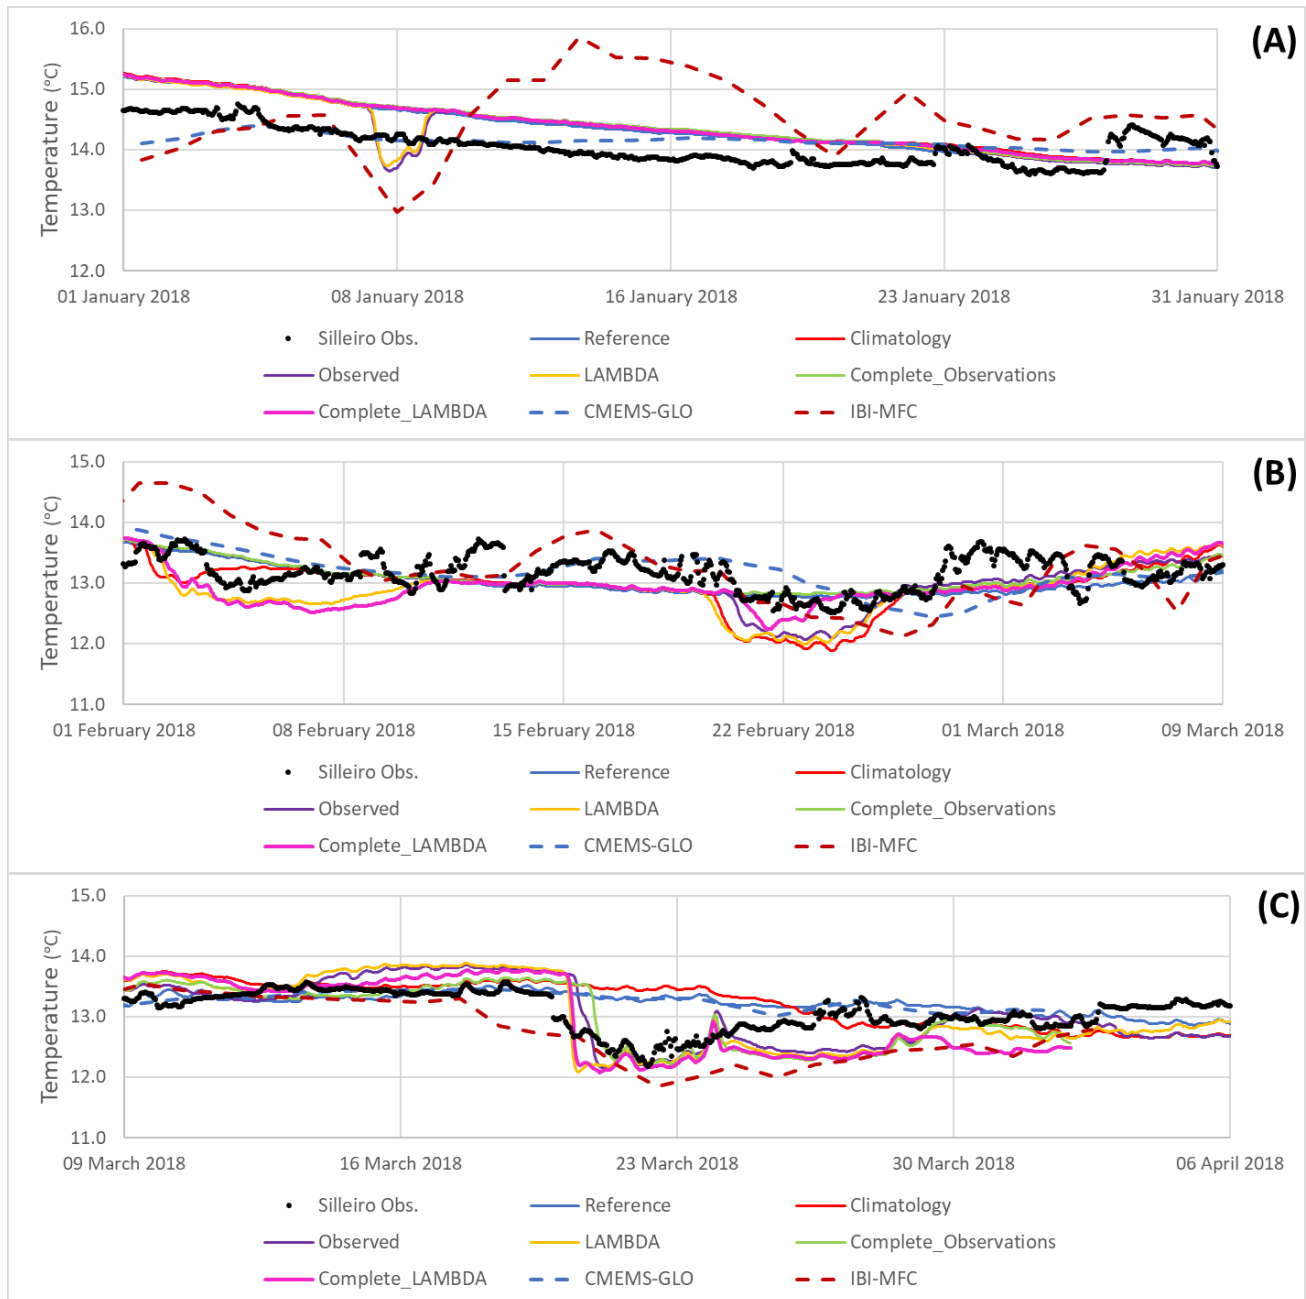 (A)
Temperature (°C)
16.0
15.0
14.0
13.0
12.0
01 January 2018 08 January 2018 16 January 2018 23 January 2018 31 January 2018
Silleiro Obs. Reference Climatology
Observed LAMBDA Complete_Observations
Complete_LAMBDA CMEMS-GLO IBI-MFC
(B)
Temperature (°C)
15.0
14.0
13.0
12.0
11.0
01 February 2018 08 February 2018 15 February 2018 22 February 2018 01 March 2018 09 March 2018
Silleiro Obs. Reference Climatology
Observed LAMBDA Complete_Observations
Complete_LAMBDA CMEMS-GLO IBI-MFC
(C)
Temperature (°C)
15.0
14.0
13.0
12.0
11.0
09 March 2018 16 March 2018 23 March 2018 30 March 2018 06 April 2018
Silleiro Obs. Reference Climatology
Observed LAMBDA Complete_Observations
Complete_LAMBDA CMEMS-GLO IBI-MFC